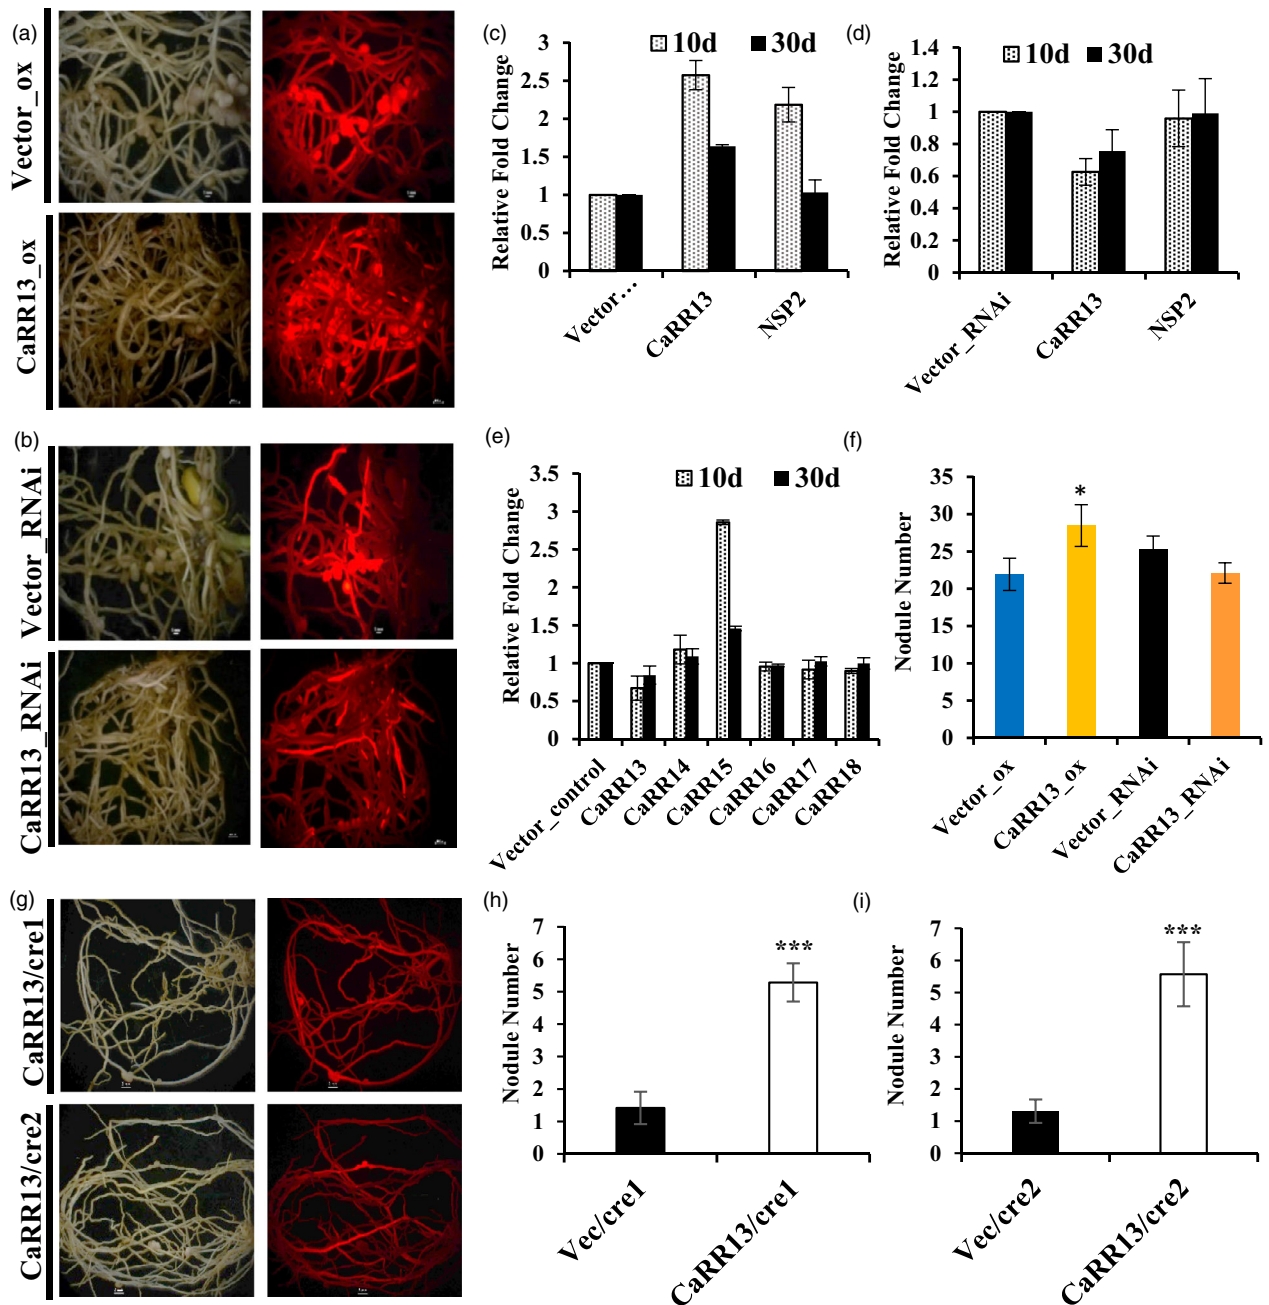 (a)
Vector_ox
CaRR13_ox
(b)
Vector_RNAi
CaRR13_RNAi
(c)
10d 30d
Relative Fold Change
3
2.5
2
1.5
1
0.5
0
Vector…
CaRR13
NSP2
(d)
10d 30d
Relative Fold Change
1.4
1.2
1
0.8
0.6
0.4
0.2
0
Vector_RNAi
CaRR13
NSP2
(e)
10d 30d
Relative Fold Change
3.5
3
2.5
2
1.5
1
0.5
0
Vector_control
CaRR13
CaRR14
CaRR15
CaRR16
CaRR17
CaRR18
(f)
Nodule Number
35
30
25
20
15
10
5
0
*
Vector_ox
CaRR13_ox
Vector_RNAi
CaRR13_RNAi
(g)
CaRR13/cre1
CaRR13/cre2
(h)
Nodule Number
7
6
5
4
3
2
1
0
***
Vec/cre1
CaRR13/cre1
(i)
Nodule Number
7
6
5
4
3
2
1
0
***
Vec/cre2
CaRR13/cre2